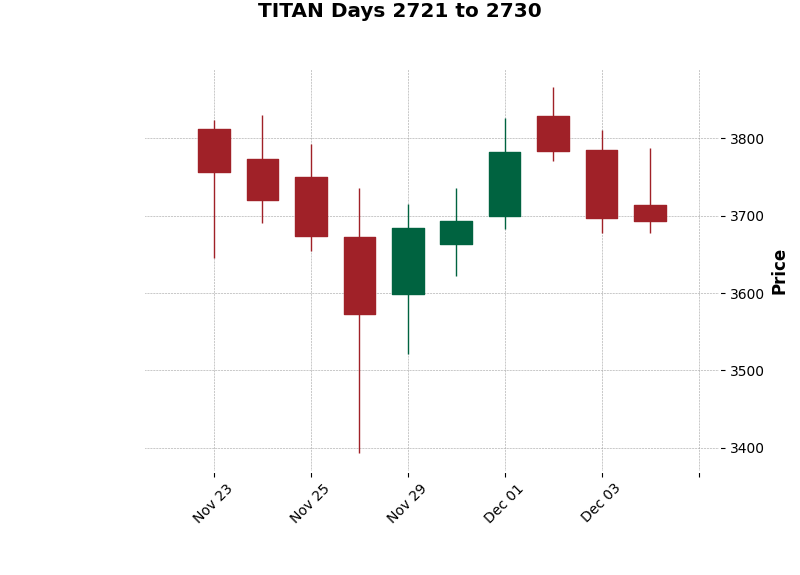 TITAN Days 2721 to 2730
3800
3700
3600
3500
3400
Price
Nov 23
Nov 25
Nov 29
Dec 01
Dec 03